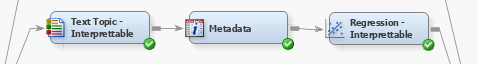 Text Topic -
Interprettable
Metadata
Regression -
Interprettable